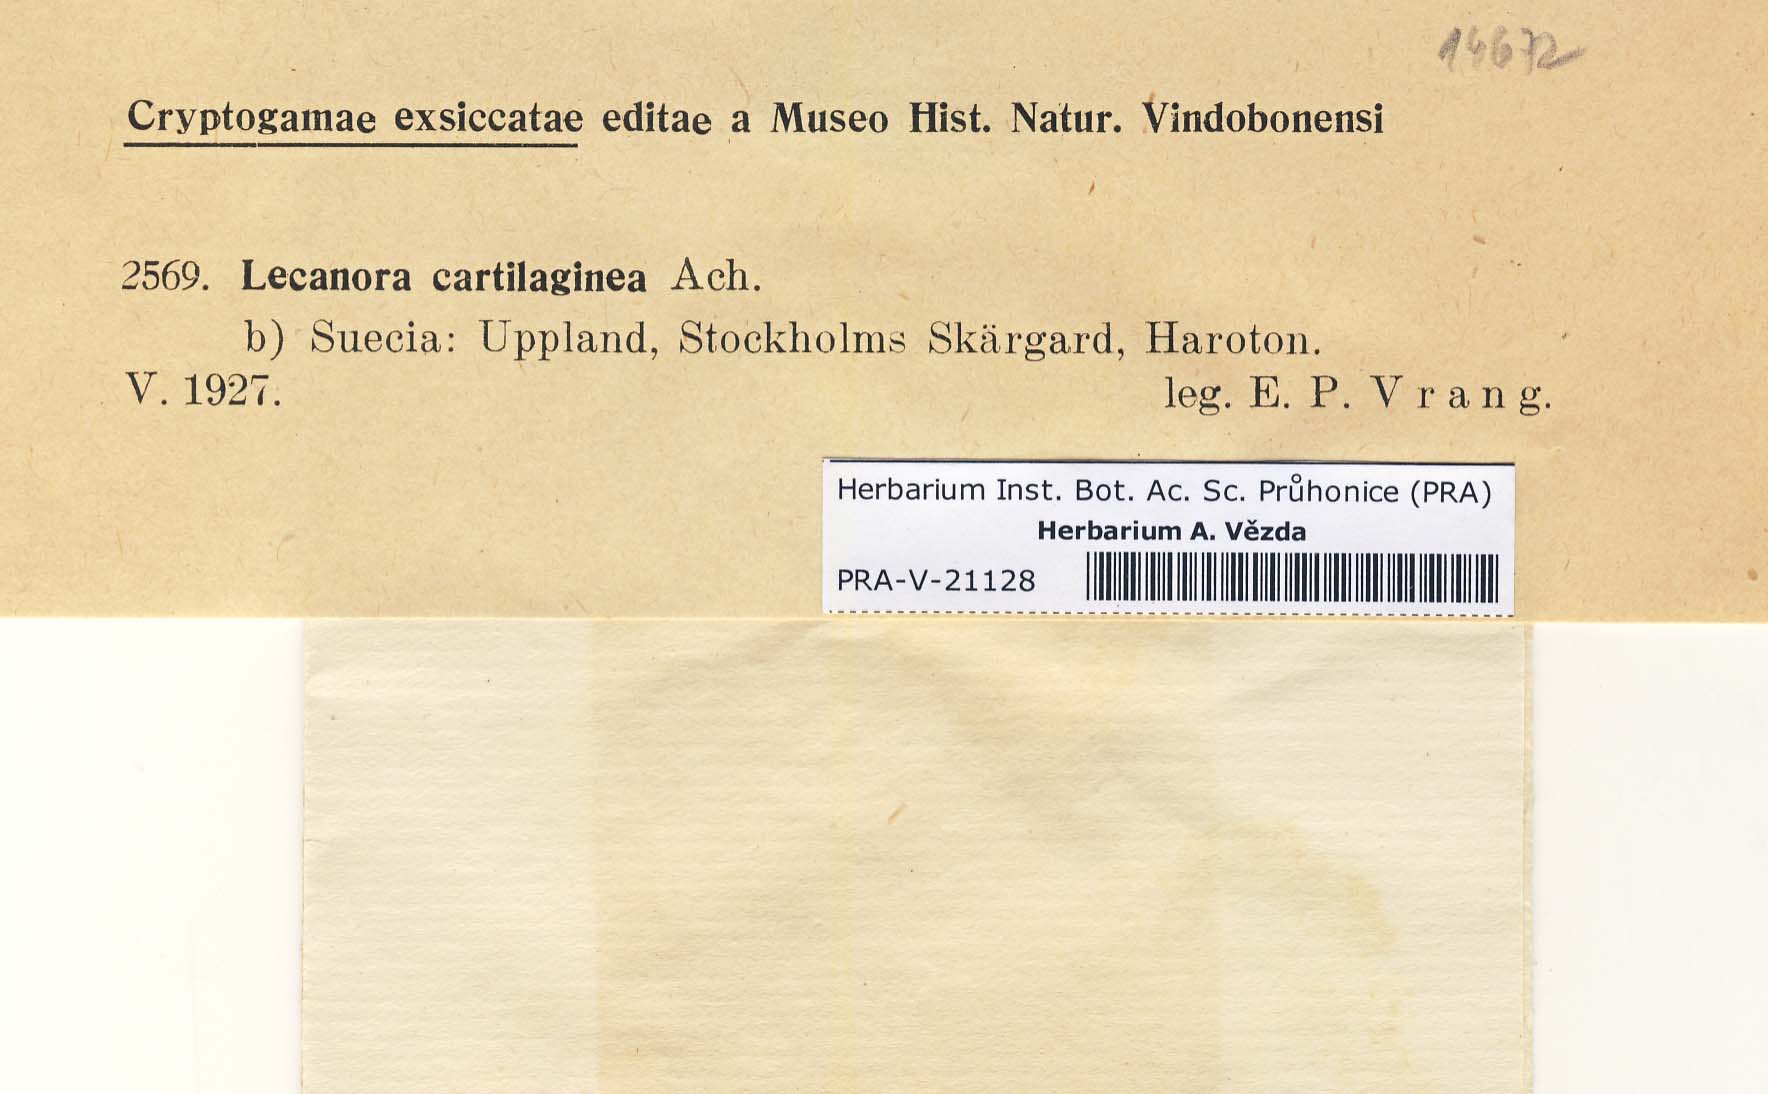 14672
Cryptogamae exsiccatae editae a Museo Hist. Natur. Vindobonensi
2569. Lecanora cartilaginea Ach.
b) Suecia: Uppland, Stockholms Skärgard, Haroton.
V. 1927. leg. E. P. Vrang.
Herbarium Inst. Bot. Ac. Sc. Průhonice (PRA)
Herbarium A. Vězda
PRA-V-21128